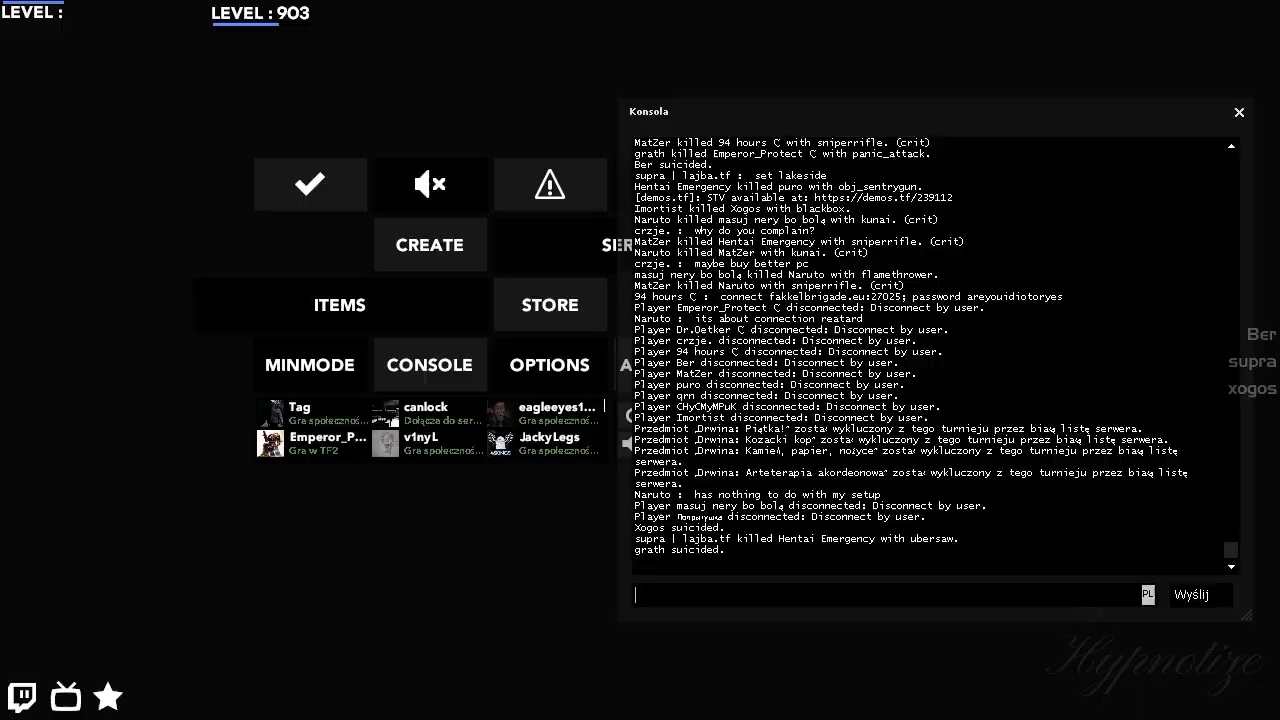 LEVEL :
LEVEL : 903
Konsola
MatZer killed 94 hours C with sniperrifle. (crit)
grath killed Emperor_Protect C with panic_attack.
Ber suicided.
supra | lajba.tf :  set lakeside
Hentai Emergency killed puro with obj_sentrygun.
[demos.tf]: STV available at: https://demos.tf/239112
Imortist killed Xogos with blackbox.
Naruto killed masuj nery bo bolą with kunai. (crit)
crzje. :  why do you complain?
MatZer killed Hentai Emergency with sniperrifle. (crit)
Naruto killed MatZer with kunai. (crit)
crzje. :  maybe buy better pc
masuj nery bo bolą killed Naruto with flamethrower.
MatZer killed Naruto with sniperrifle. (crit)
94 hours C :  connect fakkelbrigade.eu:27025; password areyouidiotoryes
Player Emperor_Protect C disconnected: Disconnect by user.
Naruto :  its about connection reatard
Player Dr.Oetker C disconnected: Disconnect by user.
Player crzje. disconnected: Disconnect by user.
Player 94 hours C disconnected: Disconnect by user.
Player Ber disconnected: Disconnect by user.
Player MatZer disconnected: Disconnect by user.
Player puro disconnected: Disconnect by user.
Player qrn disconnected: Disconnect by user.
Player CHyCMyMPuK disconnected: Disconnect by user.
Player Imortist disconnected: Disconnect by user.
Przedmiot „Drwina: Piątka!” został wykluczony z tego turnieju przez białą listę serwera.
Przedmiot „Drwina: Kozacki kop” został wykluczony z tego turnieju przez białą listę serwera.
Przedmiot „Drwina: Kamień, papier, nożyce” został wykluczony z tego turnieju przez białą listę
serwera.
Przedmiot „Drwina: Arteterapia akordeonowa” został wykluczony z tego turnieju przez białą listę
serwera.
Naruto :  has nothing to do with my setup
Player masuj nery bo bolą disconnected: Disconnect by user.
Player disconnected: Disconnect by user.
Xogos suicided.
supra | lajba.tf killed Hentai Emergency with ubersaw.
grath suicided.
PL
Wyślij
CREATE
SER
ITEMS
STORE
MINMODE
CONSOLE
OPTIONS
A
Tag
Gra społecznoś...
canlock
Dołącza do ser...
eagleeyes1...
Gra społecznoś...
Emperor_P...
Gra w TF2
v1nyL
Gra społecznoś...
JackyLegs
Gra społecznoś...
Ber
supra
xogos
Hypnotize